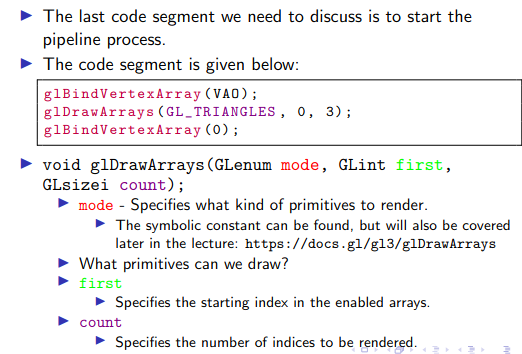 The last code segment we need to discuss is to start the
pipeline process.
The code segment is given below:
glBindVertexArray(VAO);
glDrawArrays(GL_TRIANGLES, 0, 3);
glBindVertexArray(0);
void glDrawArrays(GLenum mode, GLint first,
GLsizei count);
mode - Specifies what kind of primitives to render.
The symbolic constant can be found, but will also be covered
later in the lecture: https://docs.gl/gl3/glDrawArrays
What primitives can we draw?
first
Specifies the starting index in the enabled arrays.
count
Specifies the number of indices to be rendered.